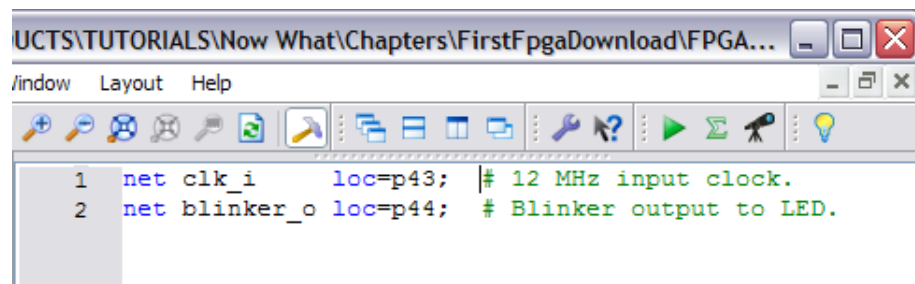 UCTS\TUTORIALS\Now What\Chapters\FirstFpgaDownload\FPGA...
Window Layout Help
1 net clk_i loc=p43; # 12 MHz input clock.
2 net blinker_o loc=p44; # Blinker output to LED.